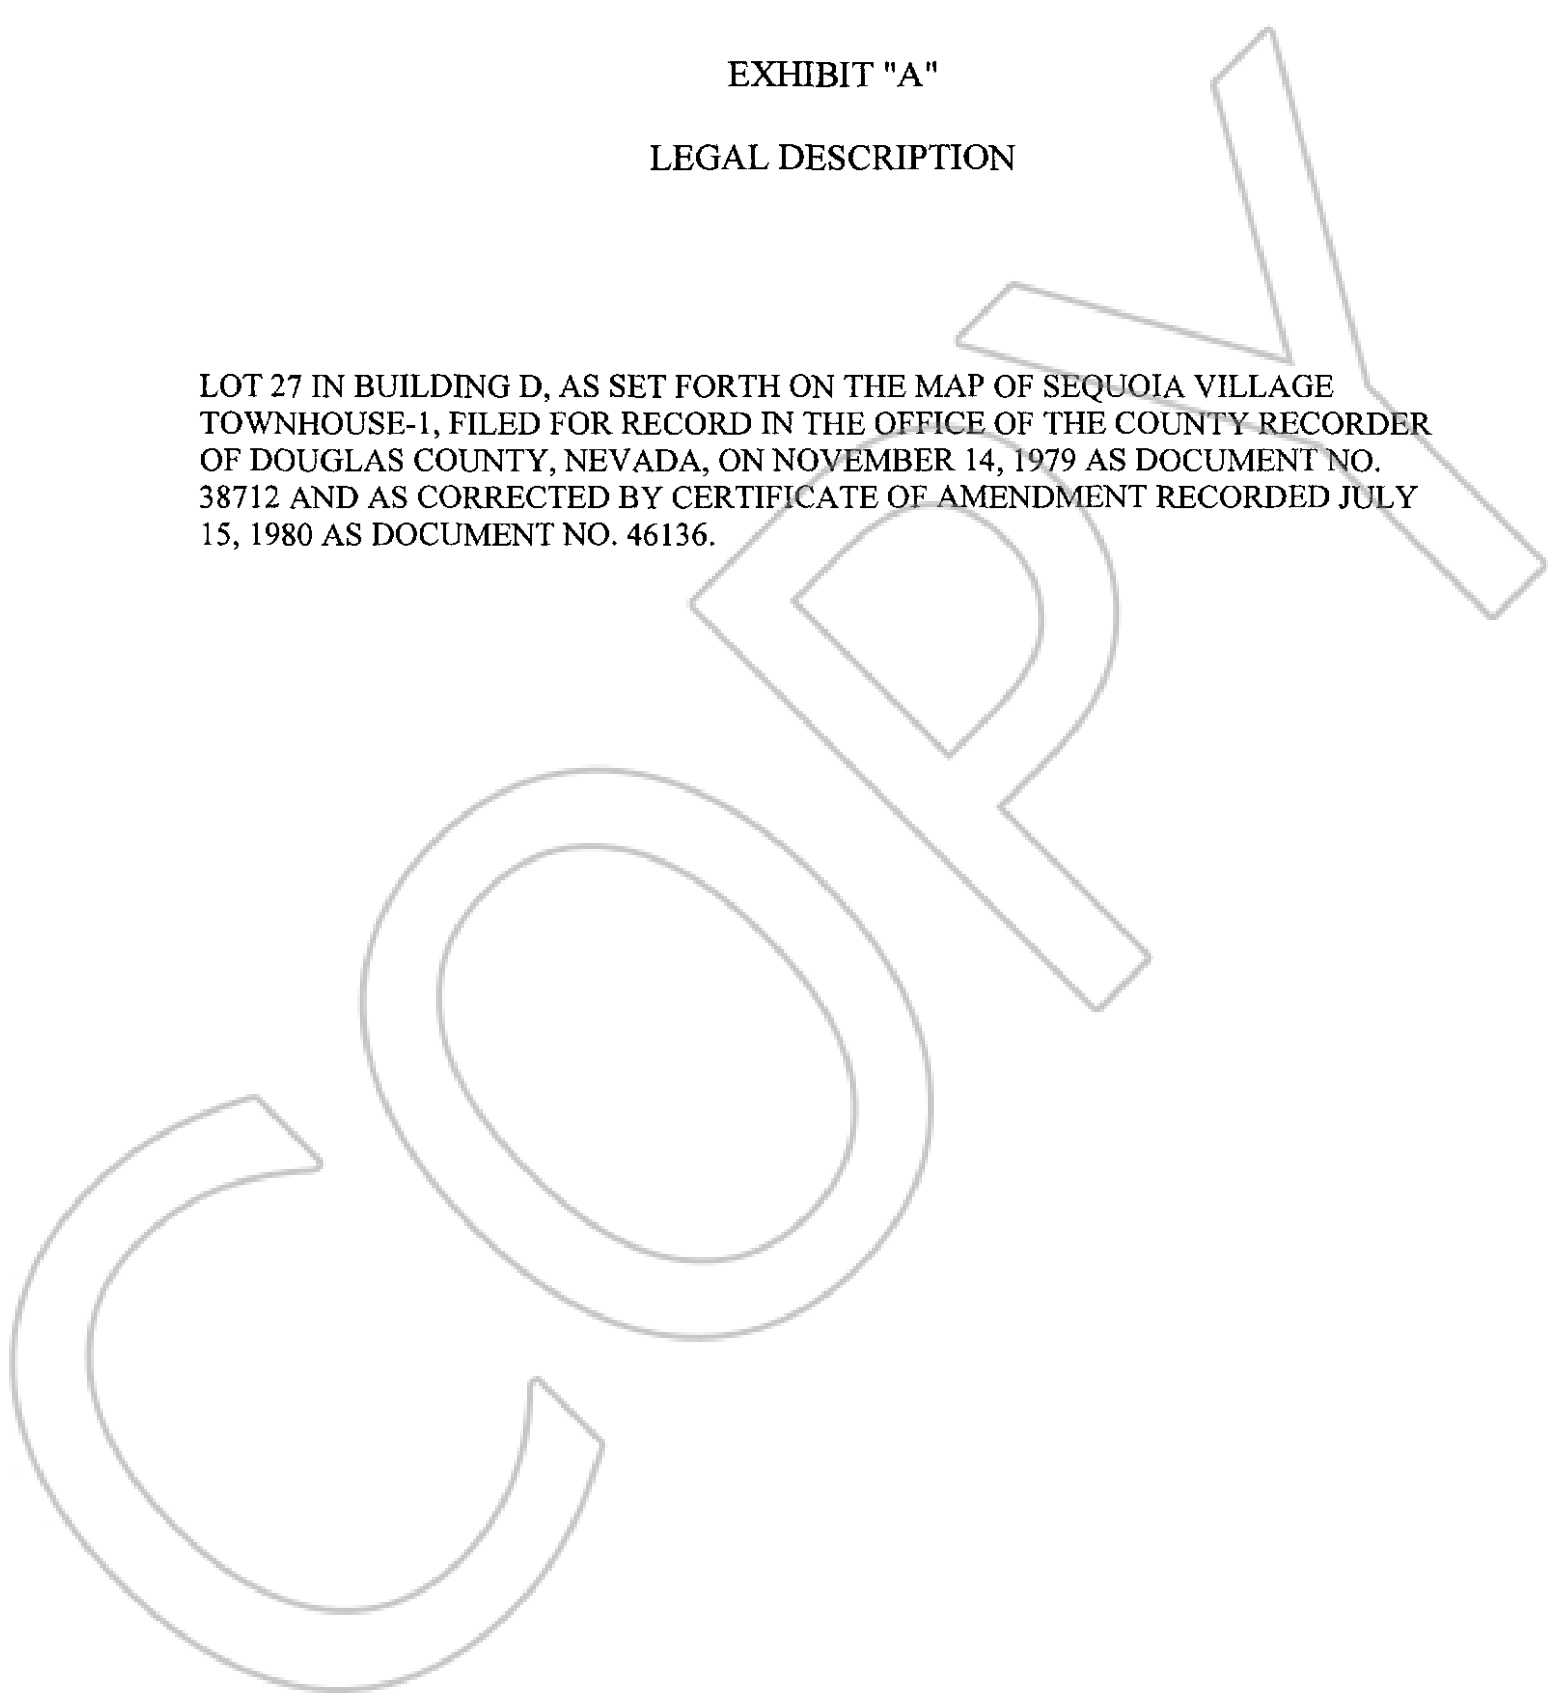 EXHIBIT "A"
LEGAL DESCRIPTION
LOT 27 IN BUILDING D, AS SET FORTH ON THE MAP OF SEQUOIA VILLAGE
TOWNHOUSE-1, FILED FOR RECORD IN THE OFFICE OF THE COUNTY RECORDER
OF DOUGLAS COUNTY, NEVADA, ON NOVEMBER 14, 1979 AS DOCUMENT NO.
38712 AND AS CORRECTED BY CERTIFICATE OF AMENDMENT RECORDED JULY
15, 1980 AS DOCUMENT NO. 46136.
COPY